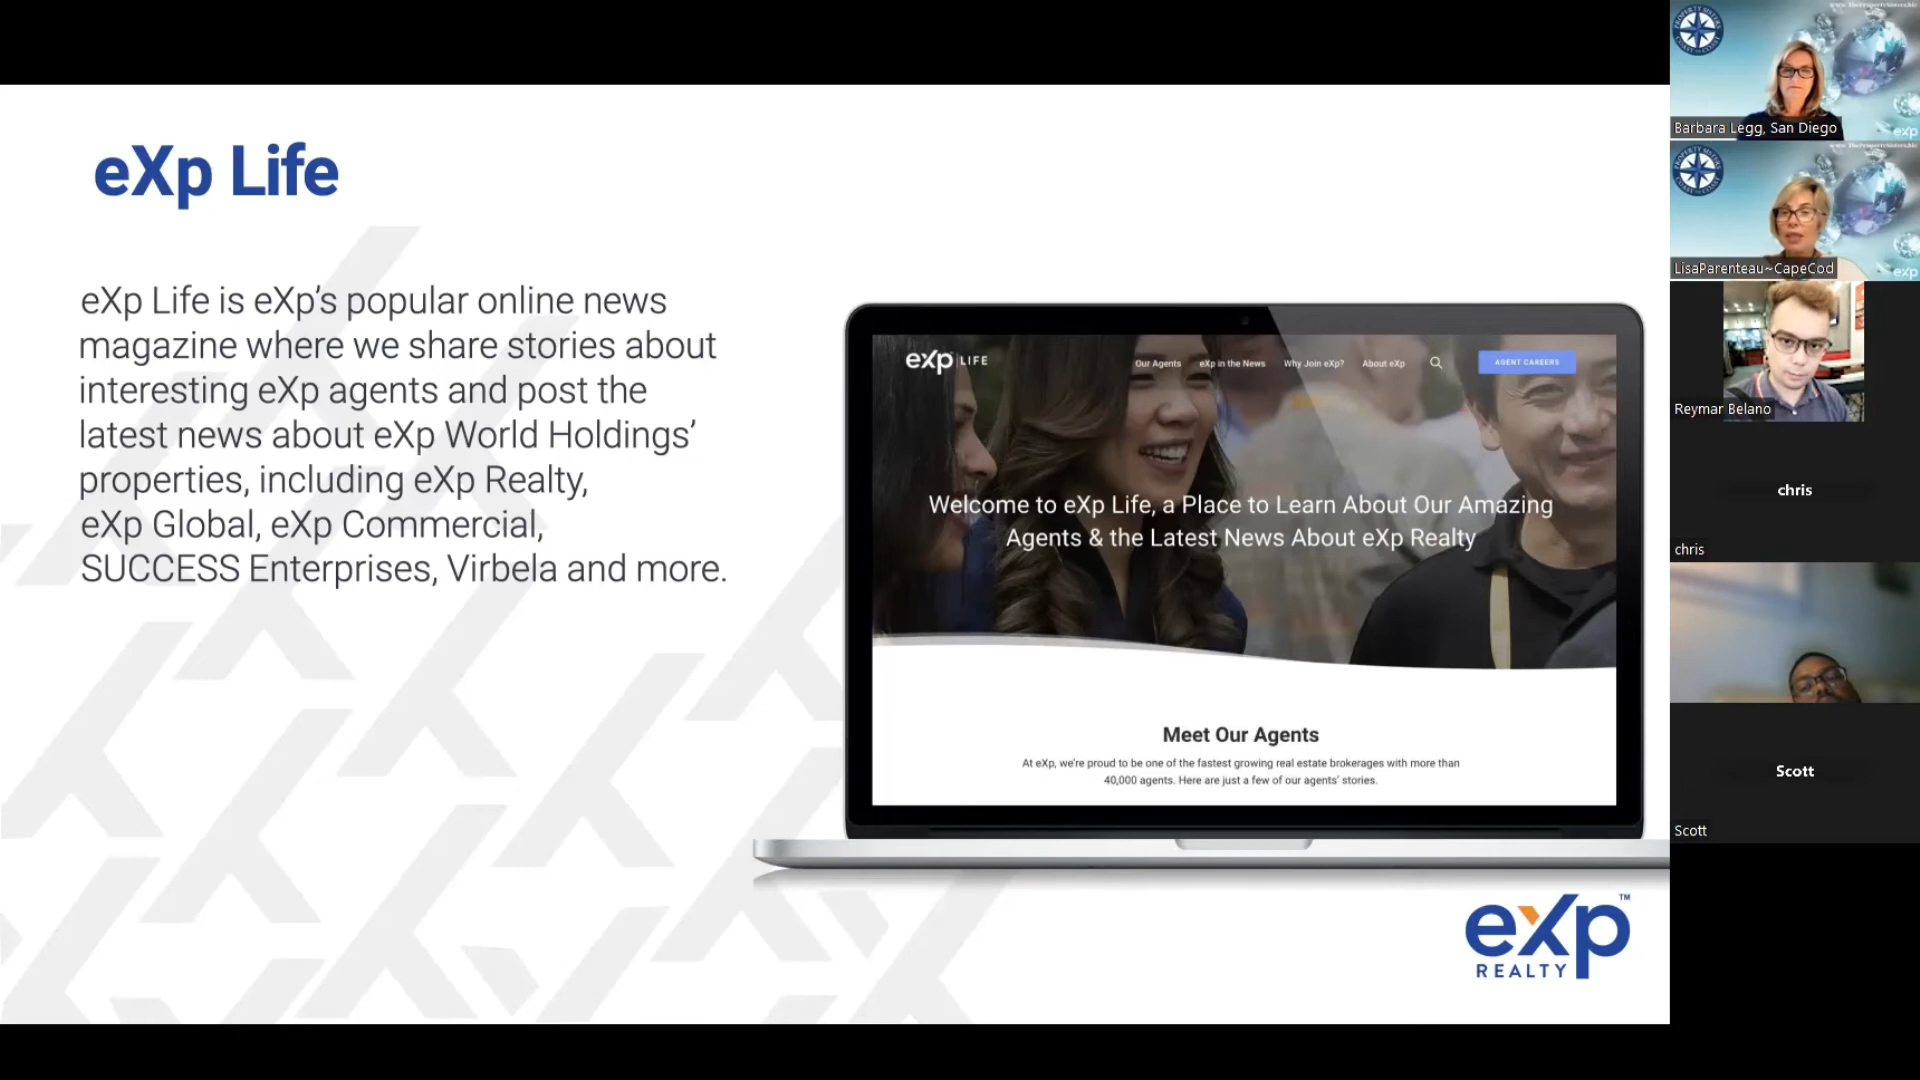 eXp Life
eXp Life is eXp's popular online news
magazine where we share stories about
interesting eXp agents and post the
latest news about eXp World Holdings'
properties, including eXp Realty,
eXp Global, eXp Commercial,
SUCCESS Enterprises, Virbela and more.
eXp LIFE
Our Agents eXp in the News Why Join eXp? About eXp AGENT CAREERS
Welcome to eXp Life, a Place to Learn About Our Amazing
Agents & the Latest News About eXp Realty
Meet Our Agents
At eXp, we're proud to be one of the fastest growing real estate brokerages with more than
40,000 agents. Here are just a few of our agents' stories.
eXp™
REALTY
Barbara Legg, San Diego
exp
LisaParenteau~CapeCod
exp
Reymar Belano
chris
chris
Scott
Scott